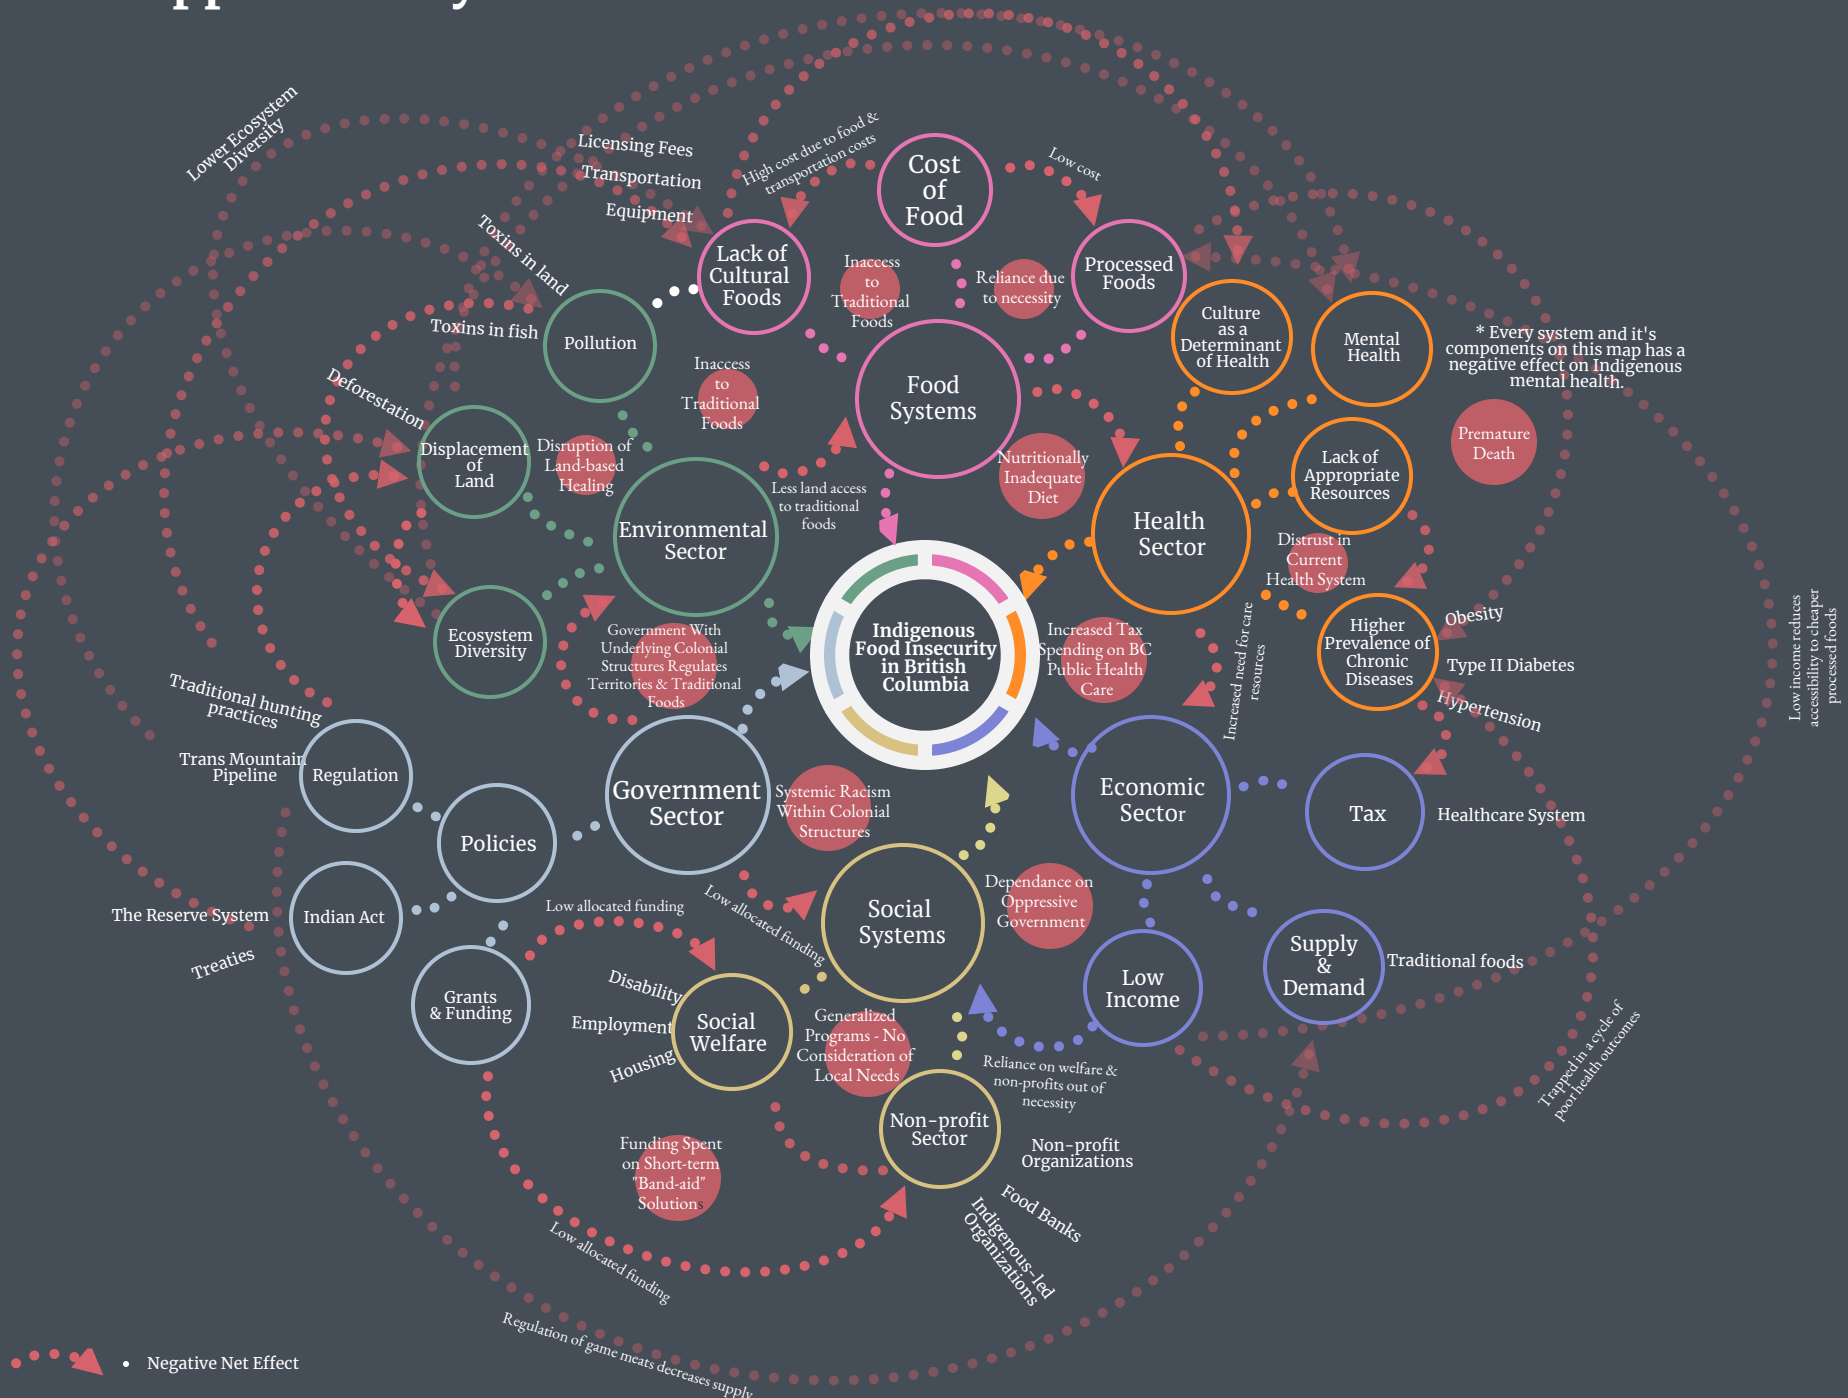 Lower Ecosystem
Diversity
Licensing Fees
Transportation
Equipment
High cost due to food &
transportation costs
Cost
of
Food
Low cost
Toxins in land
Toxins in fish
Deforestation
Lack of
Cultural
Foods
Inaccess
to
Traditional
Foods
Reliance due
to necessity
Processed
Foods
Pollution
Culture
as a
Determinant
of Health
Mental
Health
* Every system and it's
components on this map has a
negative effect on Indigenous
mental health.
Inaccess
to
Traditional
Foods
Food
Systems
Premature
Death
Displacement
of
Land
Disruption of
Land-based
Healing
Less land access
to traditional
foods
Nutritionally
Inadequate
Diet
Lack of
Appropriate
Resources
Environmental
Sector
Health
Sector
Distrust in
Current
Health System
Ecosystem
Diversity
Government With
Underlying Colonial
Structures Regulates
Territories & Traditional
Foods
Indigenous
Food Insecurity
in British
Columbia
Increased Tax
Spending on BC
Public Health
Care
Increased need for care
resources
Higher
Prevalence of
Chronic
Diseases
Obesity
Type II Diabetes
Hypertension
Low income reduces
accessibility to cheaper
processed foods
Traditional hunting
practices
Trans Mountain
Pipeline
Regulation
Policies
Government
Sector
Systemic Racism
Within Colonial
Structures
Economic
Sector
Tax
Healthcare System
The Reserve System
Treaties
Indian Act
Grants
& Funding
Low allocated funding
Low allocated funding
Social
Systems
Dependance on
Oppressive
Government
Low
Income
Supply
&
Demand
Traditional foods
Disability
Employment
Housing
Social
Welfare
Generalized
Programs - No
Consideration of
Local Needs
Reliance on welfare &
non-profits out of
necessity
Trapped in a cycle of
poor health outcomes
Non-profit
Sector
Non-profit
Organizations
Food Banks
Indigenous-led
Organizations
Funding Spent
on Short-term
"Band-aid"
Solutions
Low allocated funding
Regulation of game meats decreases supply
Negative Net Effect